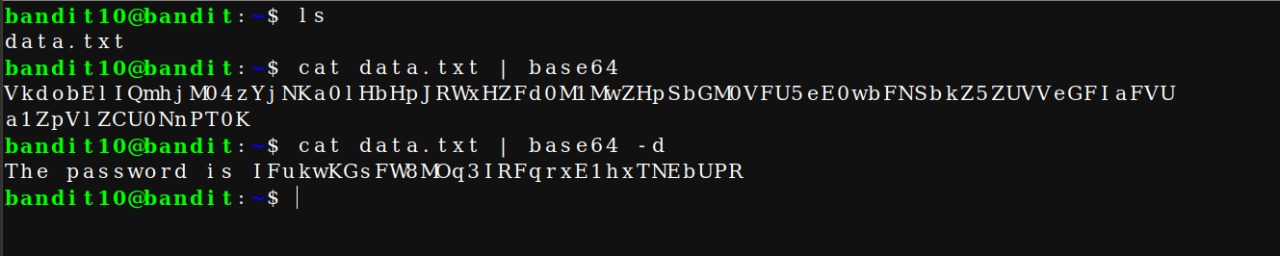 bandit10@bandit:~$ ls
data.txt
bandit10@bandit:~$ cat data.txt | base64
VkdobElIQmhjM04zYjNKa0lHbHpJRWxHZFd0M1MwZHpSbGM0VFU5eE0wbFNSbkZ5ZUVVeGFIaFVU
a1ZpVlZCU0NnPT0K
bandit10@bandit:~$ cat data.txt | base64 -d
The password is IFukwKGsFW8MOq3IRFqrxE1hxTNEbUPR
bandit10@bandit:~$